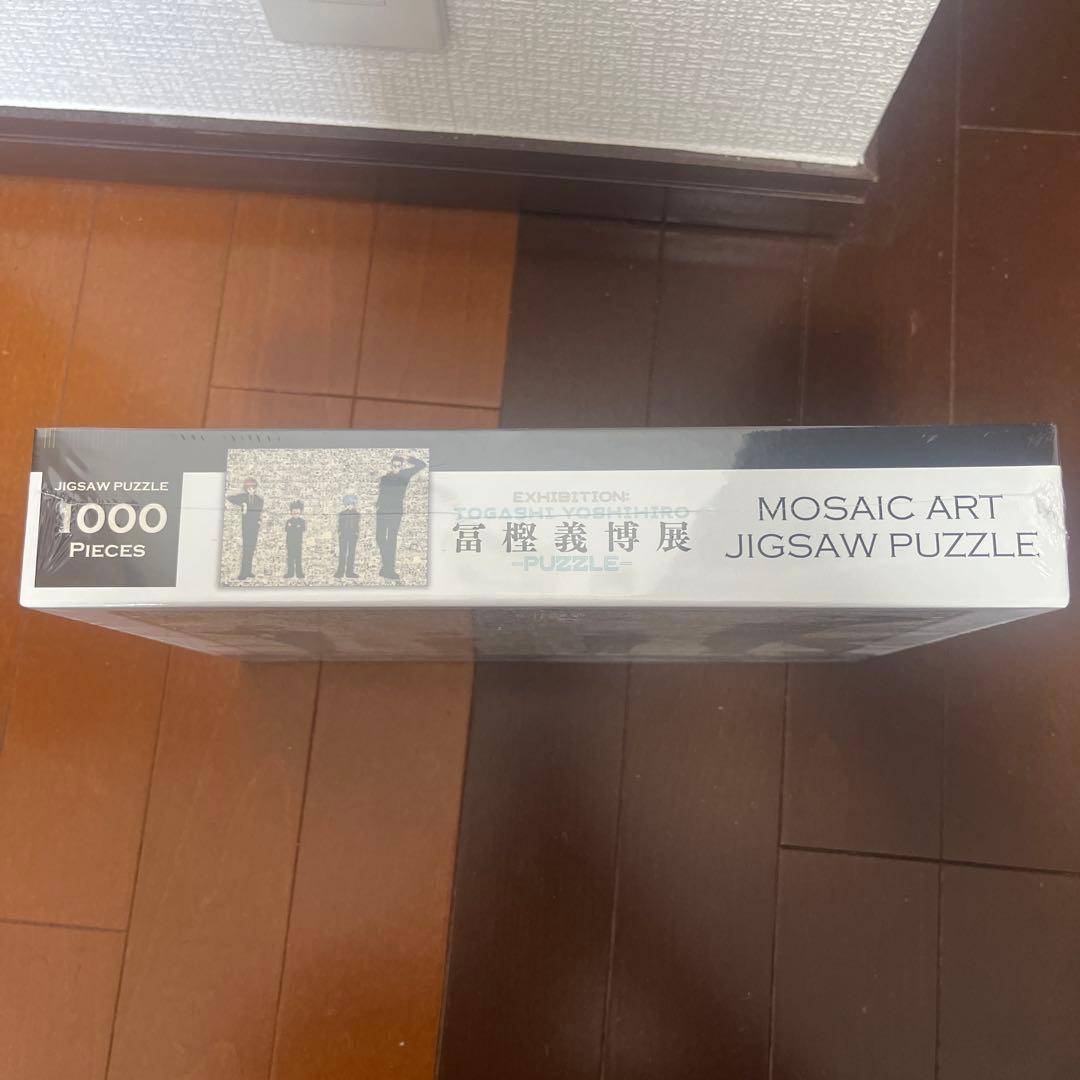 JIGSAW PUZZLE
1000
PIECES
EXHIBITION:
TOGASHI YOSHIHIRO
冨樫義博展
-PUZZLE-
MOSAIC ART
JIGSAW PUZZLE